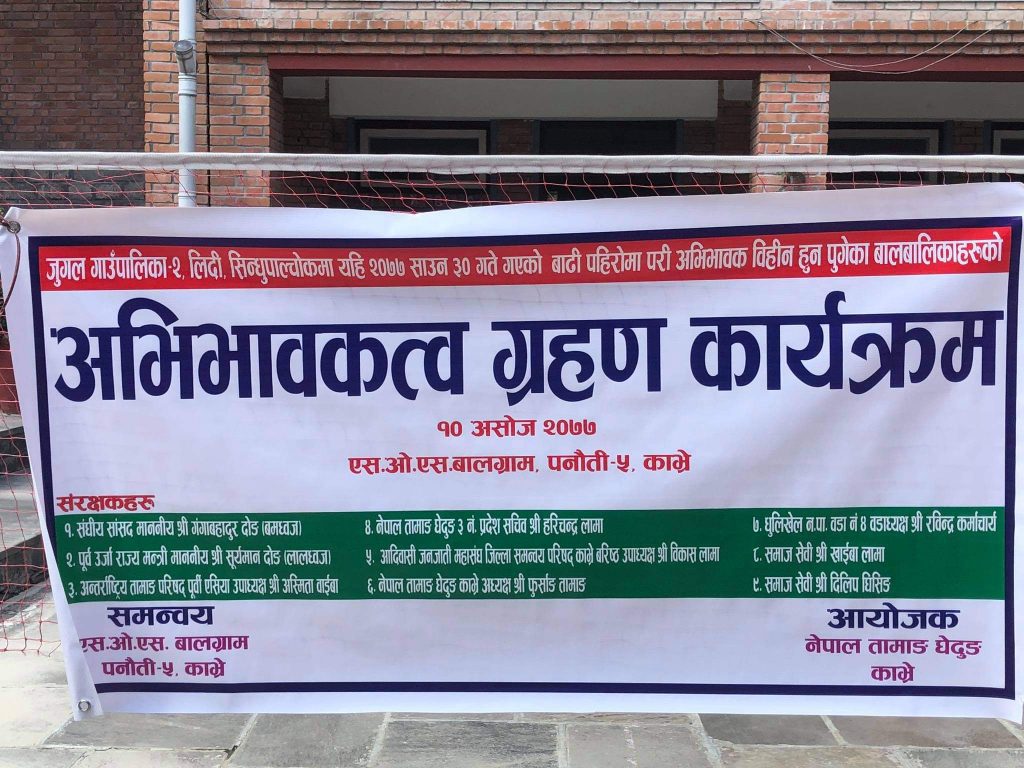 जुगल गाउँपालिका-२, लिदी, सिन्धुपाल्चोकमा यहि २०७७ साउन ३० गते गएको बाढी पहिरोमा परी अभिभावक विहीन हुन पुगेका बालबालिकाहरुको
अभिभावकत्व ग्रहण कार्यक्रम
१० असोज २०७७
एस.ओ.एस.बालग्राम, पनौती-५, काभ्रे
संरक्षकहरु
१. संघीय सांसद माननीय श्री गंगाबहादुर दोङ (बमध्वज)
२. पूर्व उर्जा राज्य मन्त्री माननीय श्री सूर्यमान दोङ (लालध्वज)
३. अन्तर्राष्ट्रिय तामाङ परिषद् पूर्वी एसिया उपाध्यक्ष श्री अस्मिता वाईबा
४. नेपाल तामाङ घेदुङ ३ नं. प्रदेश सचिव श्री हरिचन्द्र लामा
५. आदिवासी जनजाती महासंघ जिल्ला समन्वय परिषद् काभ्रे बरिष्ठ उपाध्यक्ष श्री विकास लामा
६. नेपाल तामाङ घेदुङ काभ्रे अध्यक्ष श्री फुर्साङ तामाङ
७. धुलिखेल न.पा. वडा नं ४ वडाध्यक्ष श्री रविन्द्र कर्माचार्य
८. समाज सेवी श्री खाईबा लामा
९. समाज सेवी श्री दिलिप घिसिङ
समन्वय
एस.ओ.एस. बालग्राम
पनौती-५, काभ्रे
आयोजक
नेपाल तामाङ घेदुङ
काभ्रे